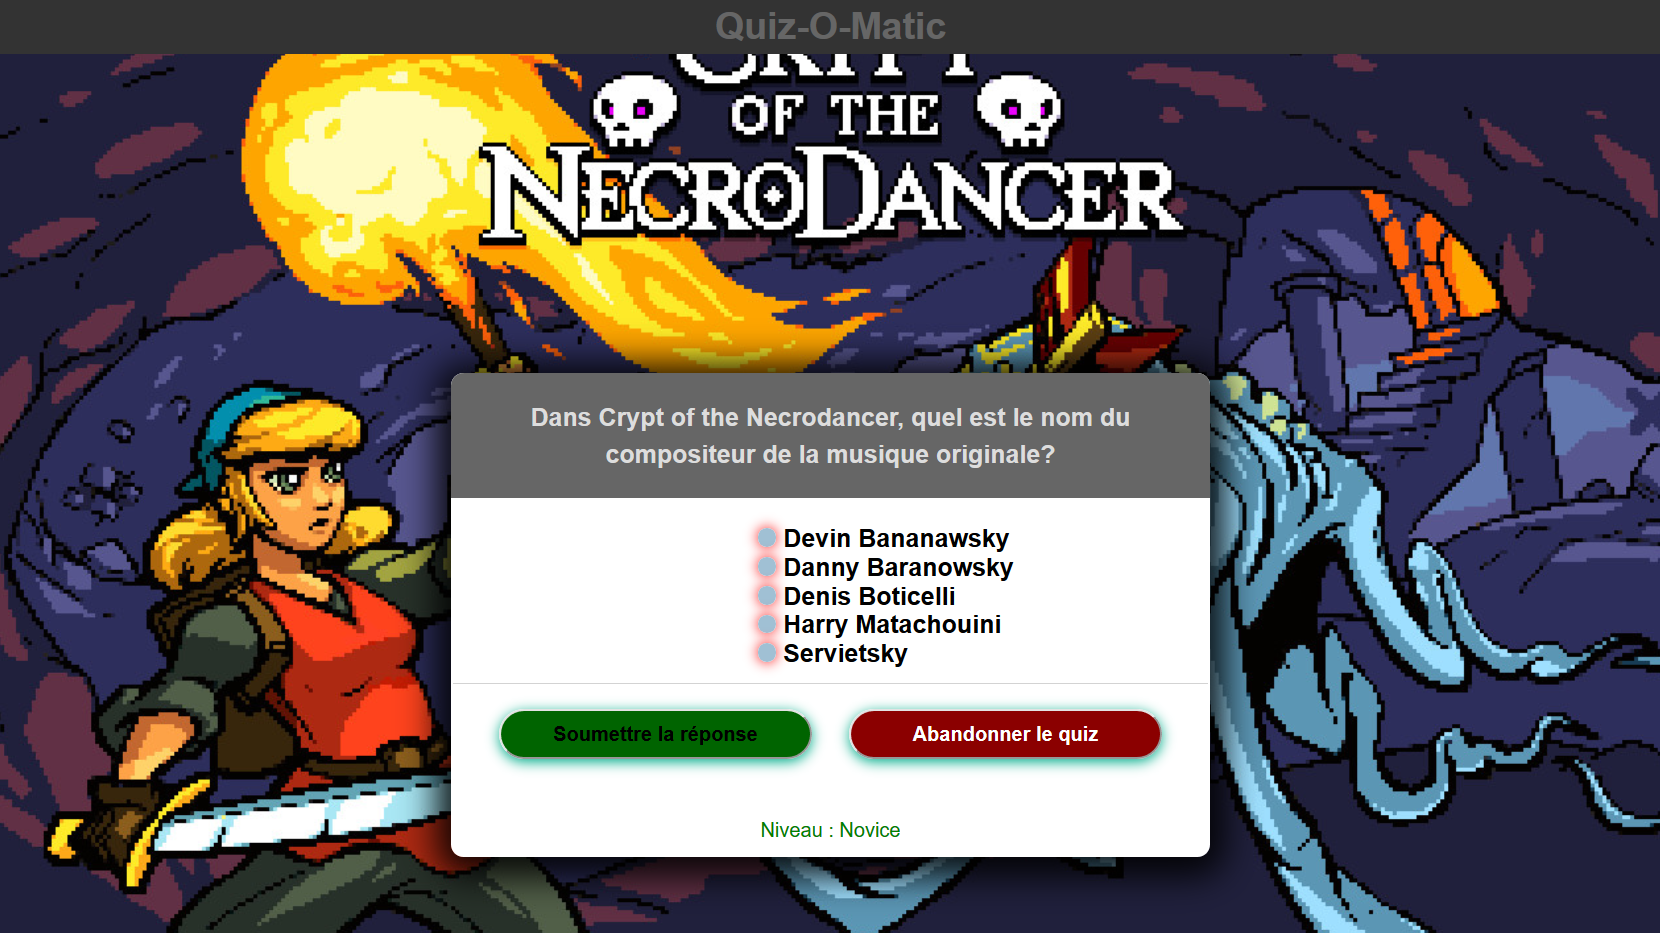 Quiz-O-Matic
CRYPT
OF THE
NECRODANCER
Dans Crypt of the Necrodancer, quel est le nom du
compositeur de la musique originale?
Devin Bananawsky
Danny Baranowsky
Denis Boticelli
Harry Matachouini
Servietsky
Soumettre la réponse
Abandonner le quiz
Niveau : Novice